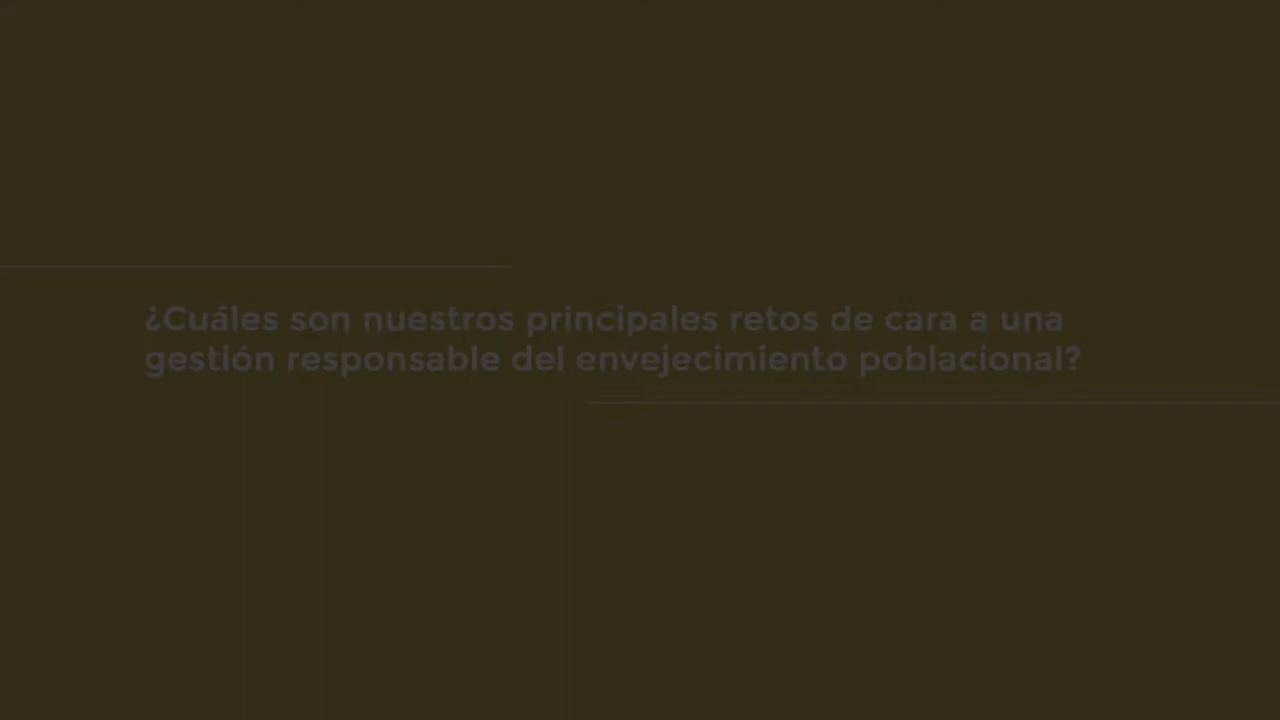 ¿Cuáles son nuestros principales retos de cara a una
gestión responsable del envejecimiento poblacional?